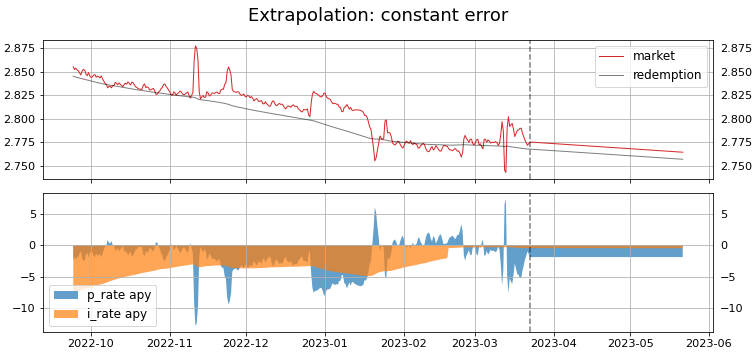 Extrapolation: constant error
2.875 2.875
2.850 2.850
2.825 2.825
2.800 2.800
2.775 2.775
2.750 2.750
market
redemption
5 5
0 0
−5 −5
−10 −10
p_rate apy
i_rate apy
2022-10 2022-11 2022-12 2023-01 2023-02 2023-03 2023-04 2023-05 2023-06